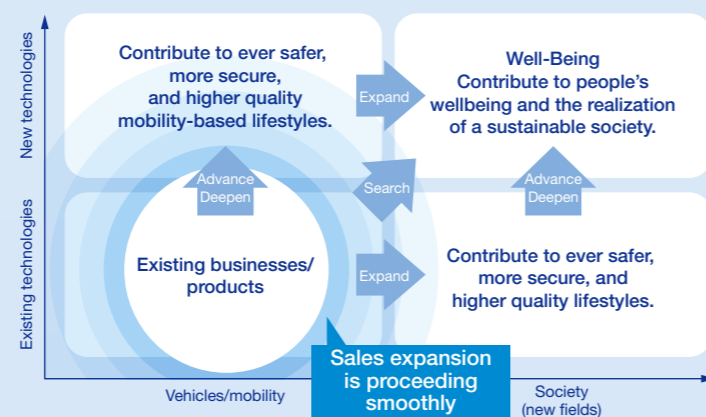 New technologies
Contribute to ever safer,
more secure,
and higher quality
mobility-based lifestyles.
Expand
Well-Being
Contribute to people's
wellbeing and the realization
of a sustainable society.
Advance
Deepen
Search
Advance
Deepen
Existing technologies
Existing businesses/
products
Expand
Contribute to ever safer,
more secure, and
higher quality lifestyles.
Sales expansion
is proceeding
smoothly
Vehicles/mobility
Society
(new fields)